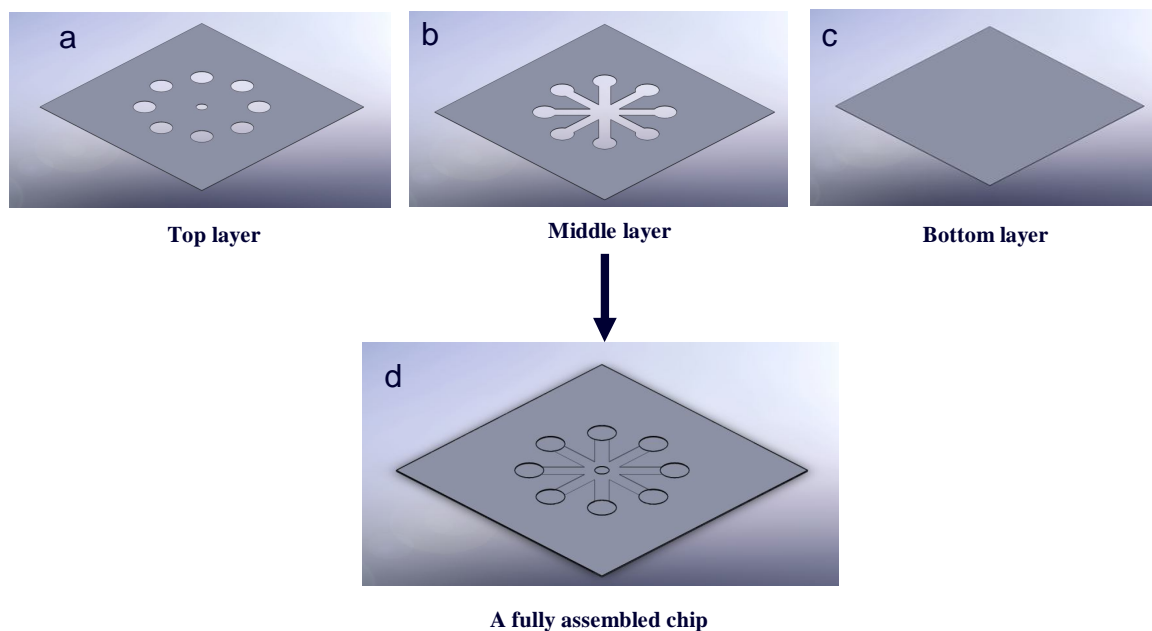 a
b
c
Top layer
Middle layer
Bottom layer
d
A fully assembled chip